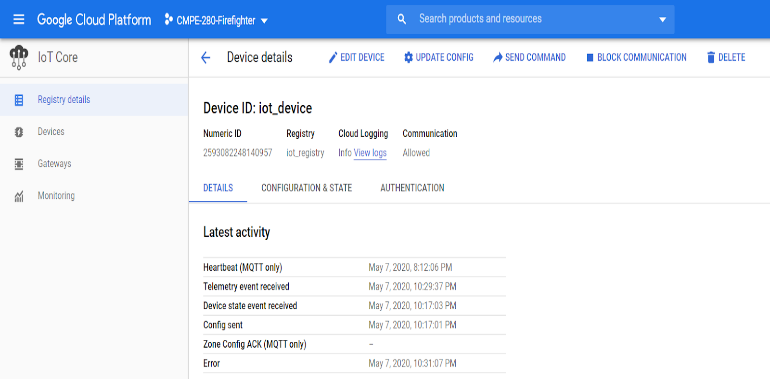 Google Cloud Platform CMPE-280-Firefighter Search products and resources
IoT Core Device details EDIT DEVICE UPDATE CONFIG SEND COMMAND BLOCK COMMUNICATION DELETE
Registry details
Devices
Gateways
Monitoring
Device ID: iot_device
Numeric ID Registry Cloud Logging Communication
2593082248140957 iot_registry Info View logs Allowed
DETAILS CONFIGURATION & STATE AUTHENTICATION
Latest activity
Heartbeat (MQTT only) May 7, 2020, 8:12:06 PM
Telemetry event received May 7, 2020, 10:29:37 PM
Device state event received May 7, 2020, 10:17:03 PM
Config sent May 7, 2020, 10:17:01 PM
Zone Config ACK (MQTT only) –
Error May 7, 2020, 10:31:07 PM